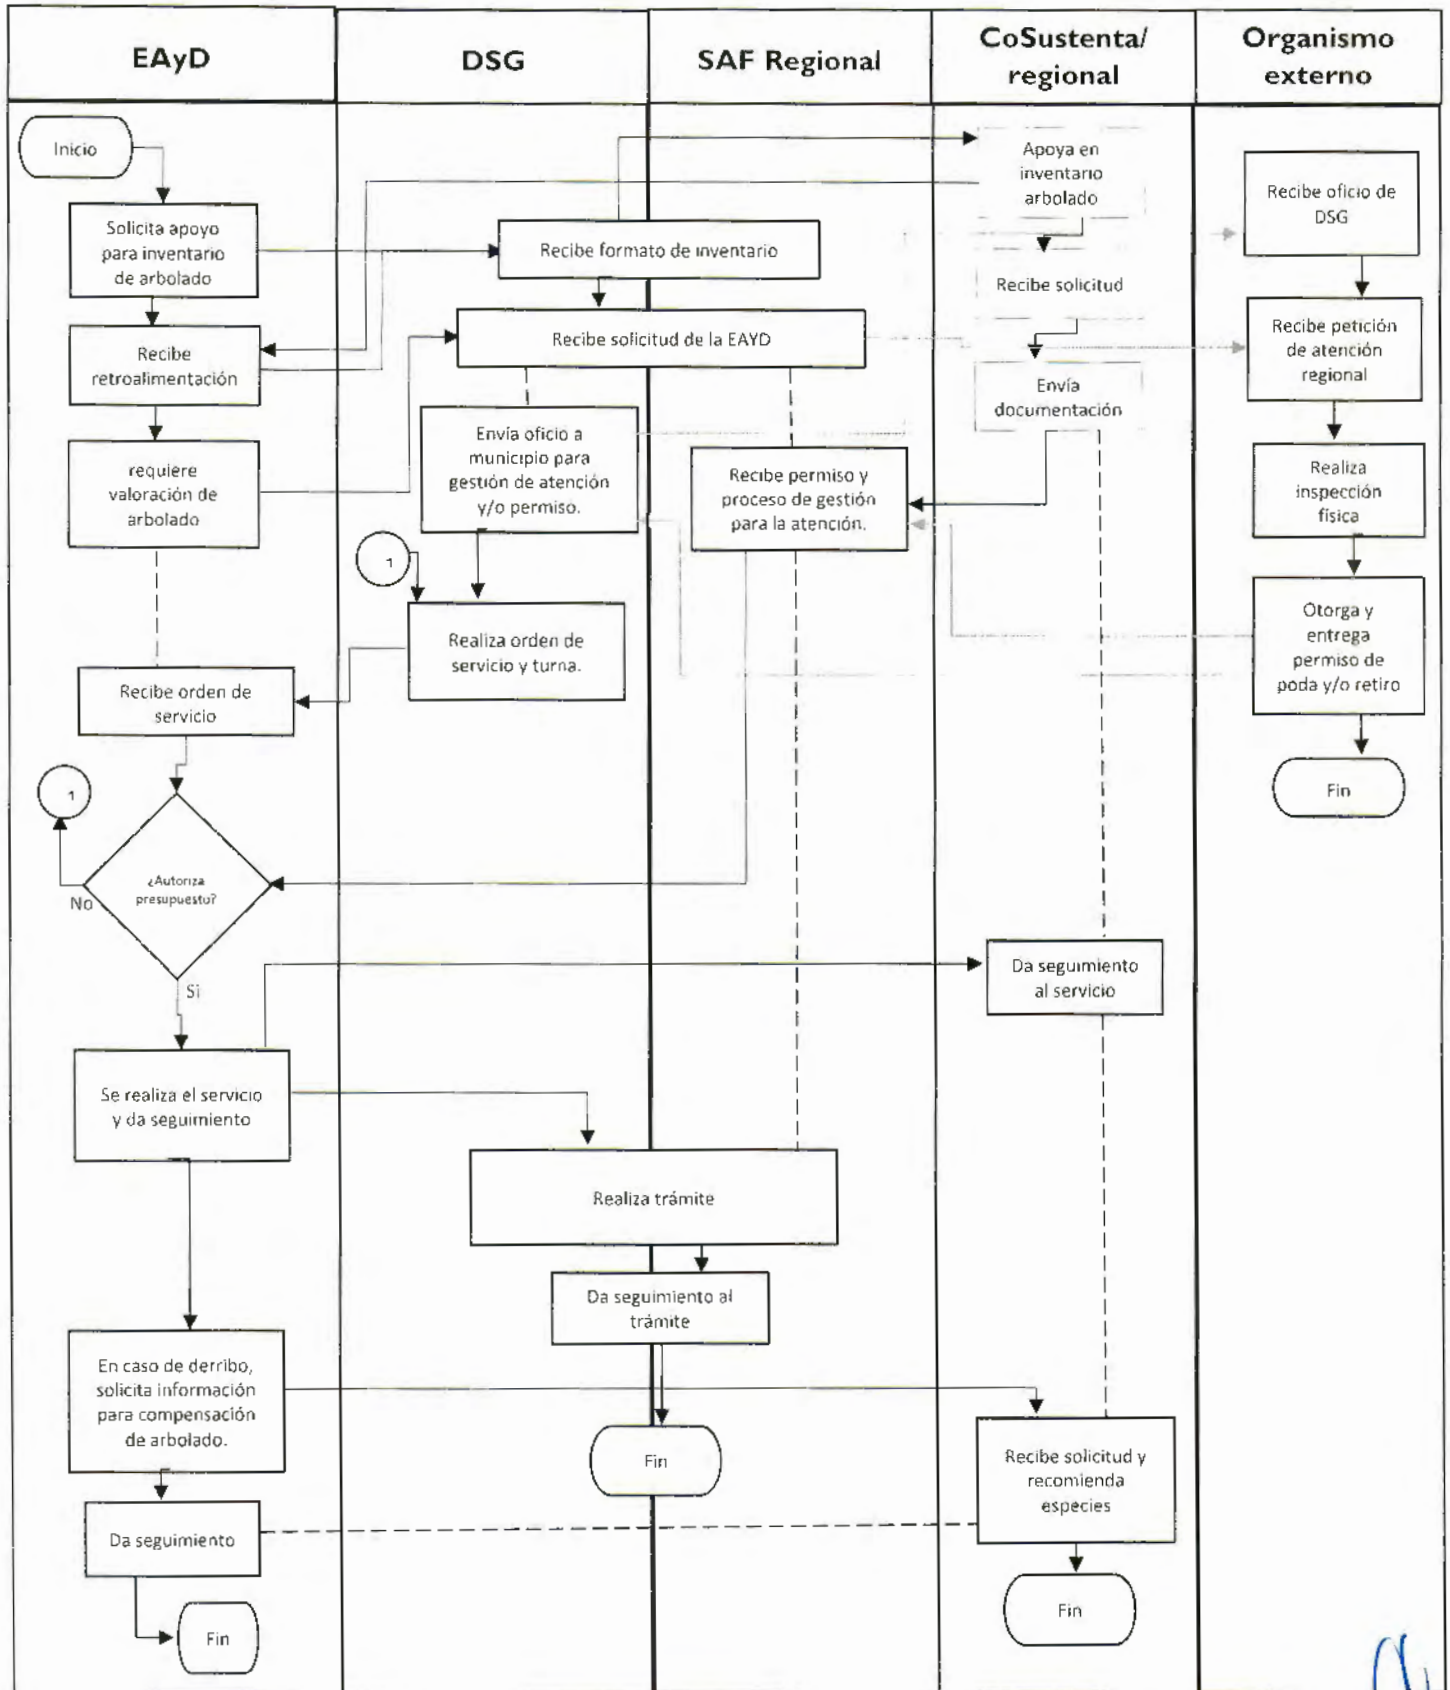 EAyD
DSG
SAF Regional
CoSustenta/
regional
Organismo
externo
Inicio
Solicita apoyo
para inventario
de arbolado
Recibe
retroalimentación
requiere
valoración de
arbolado
Recibe orden de
servicio
1
¿Autoriza
presupuesto?
No
Si
Se realiza el servicio
y da seguimiento
En caso de derribo,
solicita información
para compensación
de arbolado.
Da seguimiento
Fin
Recibe formato de inventario
Recibe solicitud de la EAYD
Envía oficio a
municipio para
gestión de atención
y/o permiso.
1
Realiza orden de
servicio y turna.
Recibe permiso y
proceso de gestión
para la atención.
Realiza trámite
Da seguimiento al
trámite
Fin
Apoya en
inventario
arbolado
Recibe solicitud
Envía
documentación
Da seguimiento
al servicio
Recibe solicitud y
recomienda
especies
Fin
Recibe oficio de
DSG
Recibe petición
de atención
regional
Realiza
inspección
física
Otorga y
entrega
permiso de
poda y/o retiro
Fin